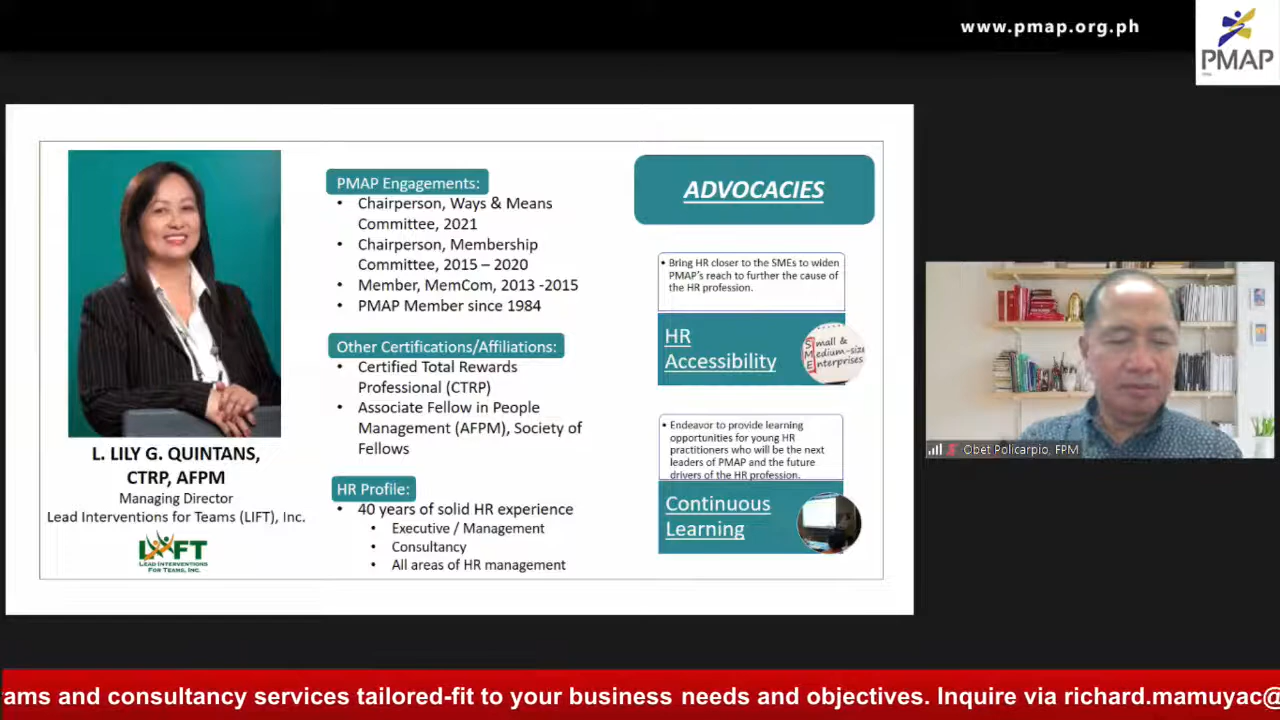 www.pmap.org.ph
PMAP
PMAP Engagements:
• Chairperson, Ways & Means
Committee, 2021
• Chairperson, Membership
Committee, 2015 – 2020
• Member, MemCom, 2013 -2015
• PMAP Member since 1984
Other Certifications/Affiliations:
• Certified Total Rewards
Professional (CTRP)
• Associate Fellow in People
Management (AFPM), Society of
Fellows
HR Profile:
• 40 years of solid HR experience
• Executive / Management
• Consultancy
• All areas of HR management
L. LILY G. QUINTANS,
CTRP, AFPM
Managing Director
Lead Interventions for Teams (LIFT), Inc.
LIFT
LEAD INTERVENTIONS
FOR TEAMS, INC.
ADVOCACIES
• Bring HR closer to the SMEs to widen
PMAP's reach to further the cause of
the HR profession.
HR
Accessibility
Small &
Medium-size
Enterprises
• Endeavor to provide learning
opportunities for young HR
practitioners who will be the next
leaders of PMAP and the future
drivers of the HR profession.
Continuous
Learning
Obet Policarpio, FPM
ams and consultancy services tailored-fit to your business needs and objectives. Inquire via richard.mamuyac@